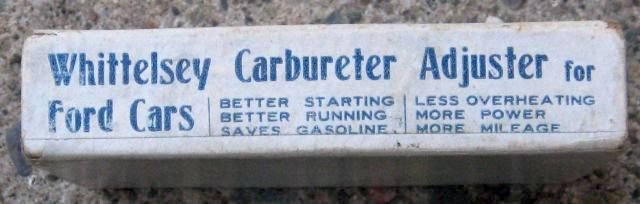 Whittelsey Carbureter Adjuster for
Ford Cars
BETTER STARTING
BETTER RUNNING
SAVES GASOLINE.
LESS OVERHEATING
MORE POWER
MORE MILEAGE